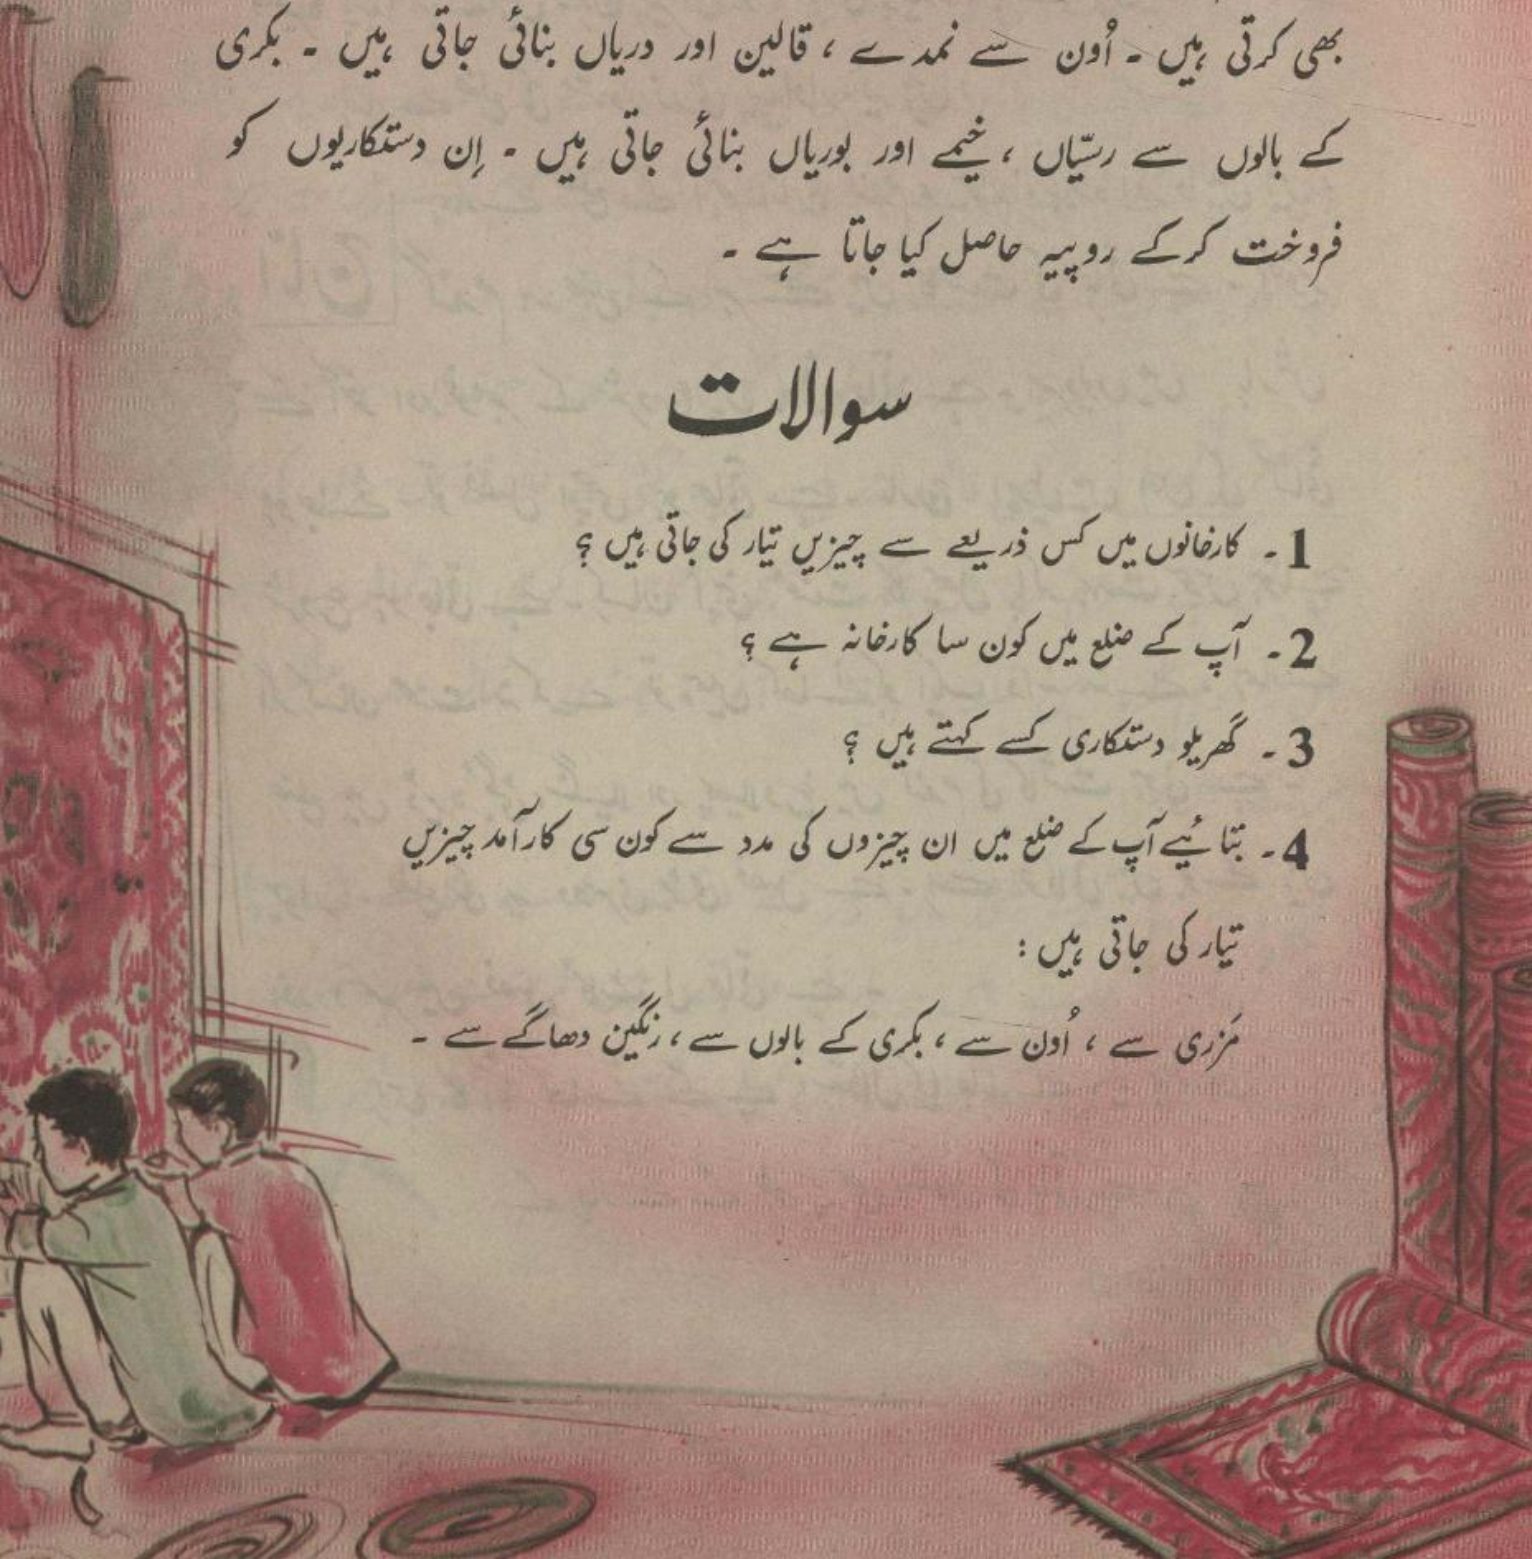 بھی کرتی ہیں ۔ اُون سے نمدے ، قالین اور دریاں بنائی جاتی ہیں ۔ بکری
کے بالوں سے رسّیاں ، خیمے اور بوریاں بنائی جاتی ہیں ۔ اِن دستکاریوں کو
فروخت کرکے روپیہ حاصل کیا جاتا ہے ۔
سوالات
1 ۔ کارخانوں میں کس ذریعے سے چیزیں تیار کی جاتی ہیں ؟
2 ۔ آپ کے ضلع میں کون سا کارخانہ ہے ؟
3 ۔ گھریلو دستکاری کسے کہتے ہیں ؟
4 ۔ بتائیے آپ کے ضلع میں ان چیزوں کی مدد سے کون سی کارآمد چیزیں
تیار کی جاتی ہیں :
مَزری سے ، اُون سے ، بکری کے بالوں سے ، رنگین دھاگے سے ۔